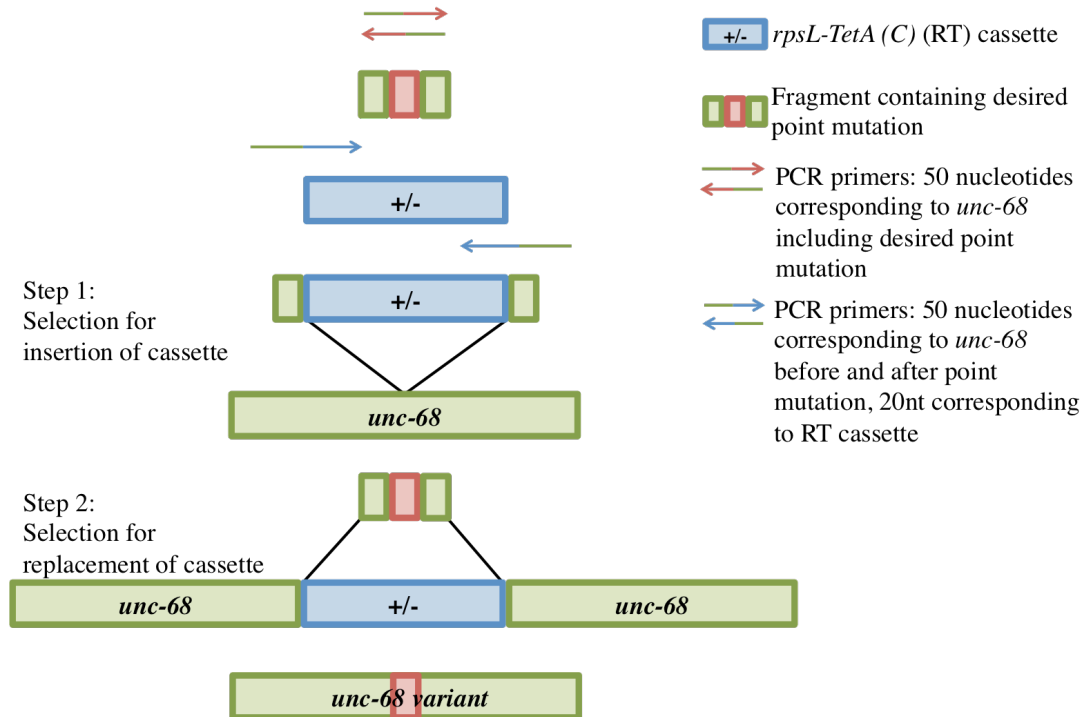 +/- rpsL-TetA (C) (RT) cassette
Fragment containing desired
point mutation
+/-
PCR primers: 50 nucleotides
corresponding to unc-68
including desired point
mutation
Step 1:
Selection for
insertion of cassette
+/-
PCR primers: 50 nucleotides
corresponding to unc-68
before and after point
mutation, 20nt corresponding
to RT cassette
unc-68
Step 2:
Selection for
replacement of cassette
unc-68 +/- unc-68
unc-68 variant